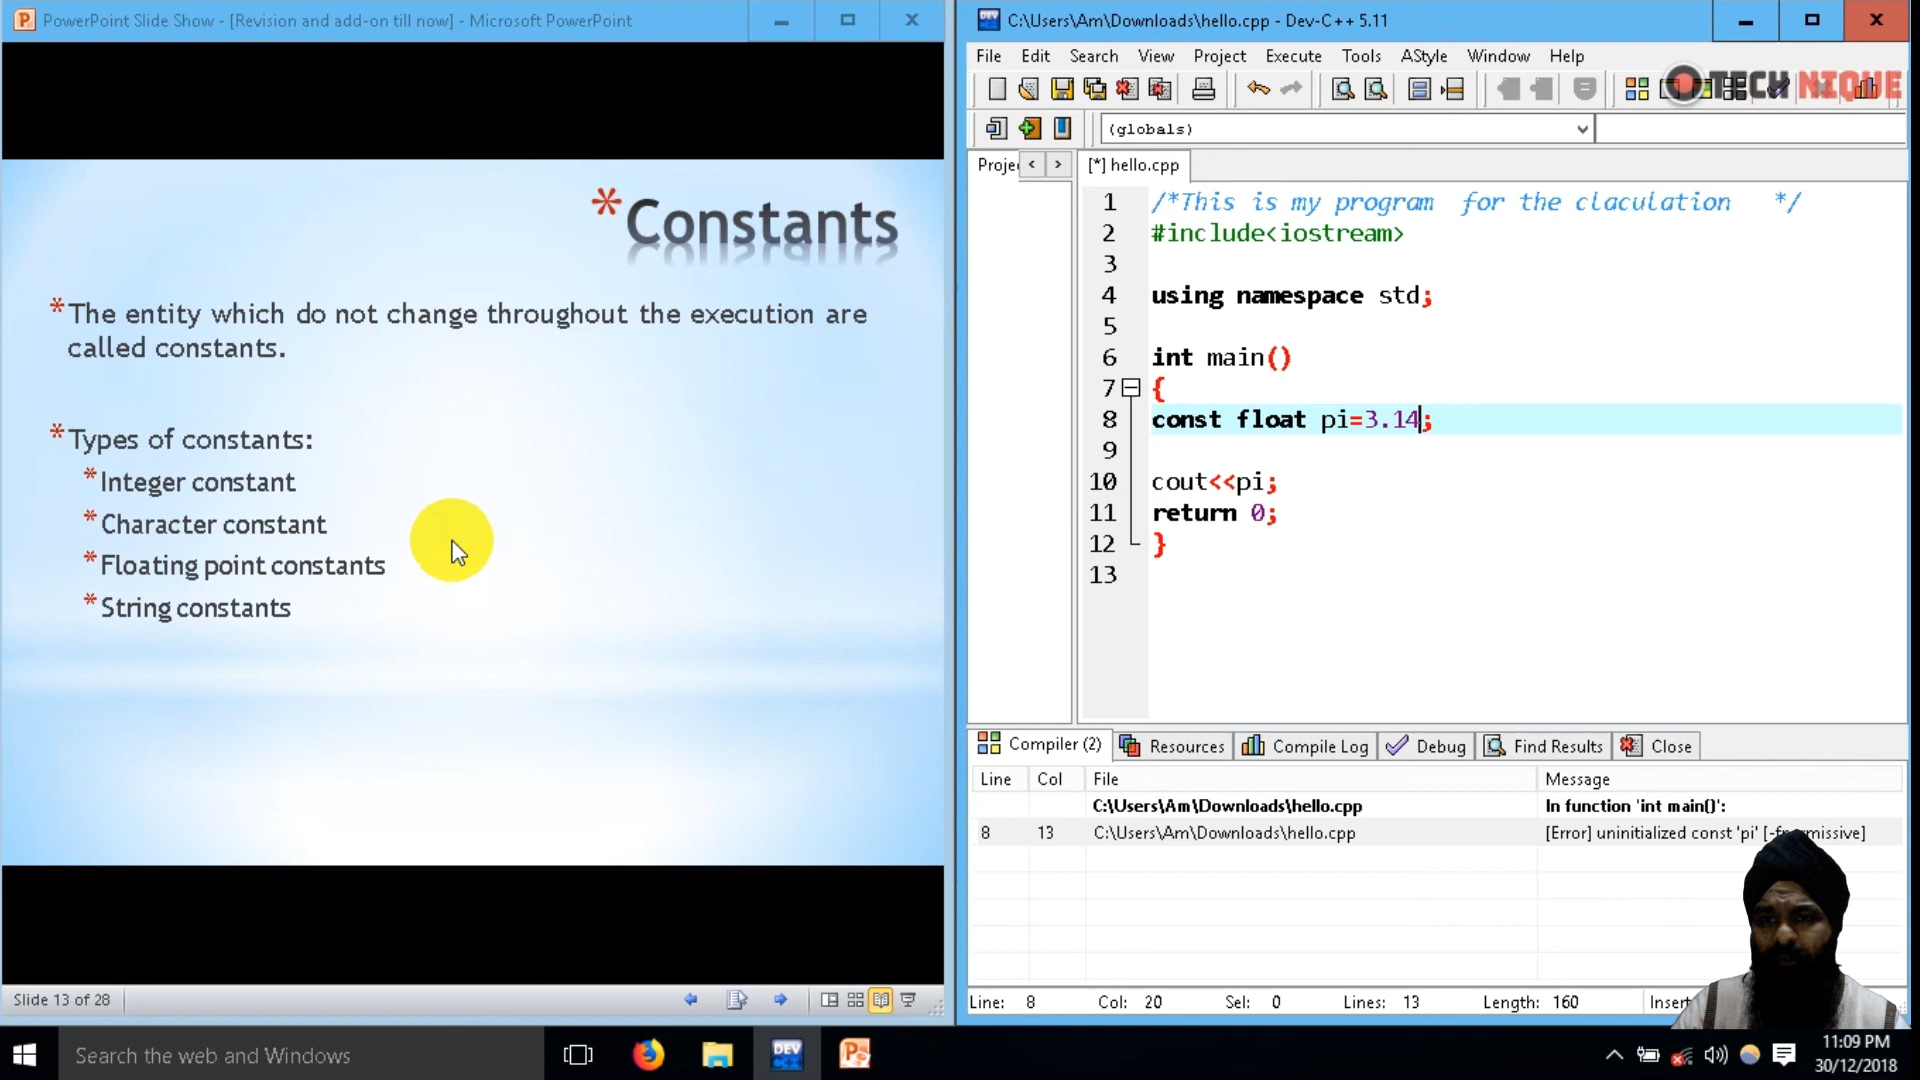 PowerPoint Slide Show - [Revision and add-on till now] - Microsoft PowerPoint
*Constants
*The entity which do not change throughout the execution are
called constants.
*Types of constants:
*Integer constant
*Character constant
*Floating point constants
*String constants
Slide 13 of 28
C:\Users\Am\Downloads\hello.cpp - Dev-C++ 5.11
File Edit Search View Project Execute Tools AStyle Window Help
TECH NIQUE
(globals)
Projec
[*] hello.cpp
1 /*This is my program  for the claculation   */
2 #include<iostream>
3
4 using namespace std;
5
6 int main()
7 {
8 const float pi=3.14;
9
10 cout<<pi;
11 return 0;
12 }
13
Compiler (2) Resources Compile Log Debug Find Results Close
Line Col File Message
C:\Users\Am\Downloads\hello.cpp In function 'int main()':
8 13 C:\Users\Am\Downloads\hello.cpp [Error] uninitialized const 'pi'
Line: 8 Col: 20 Sel: 0 Lines: 13 Length: 160 Insert
Search the web and Windows
DEV
11:09 PM
30/12/2018